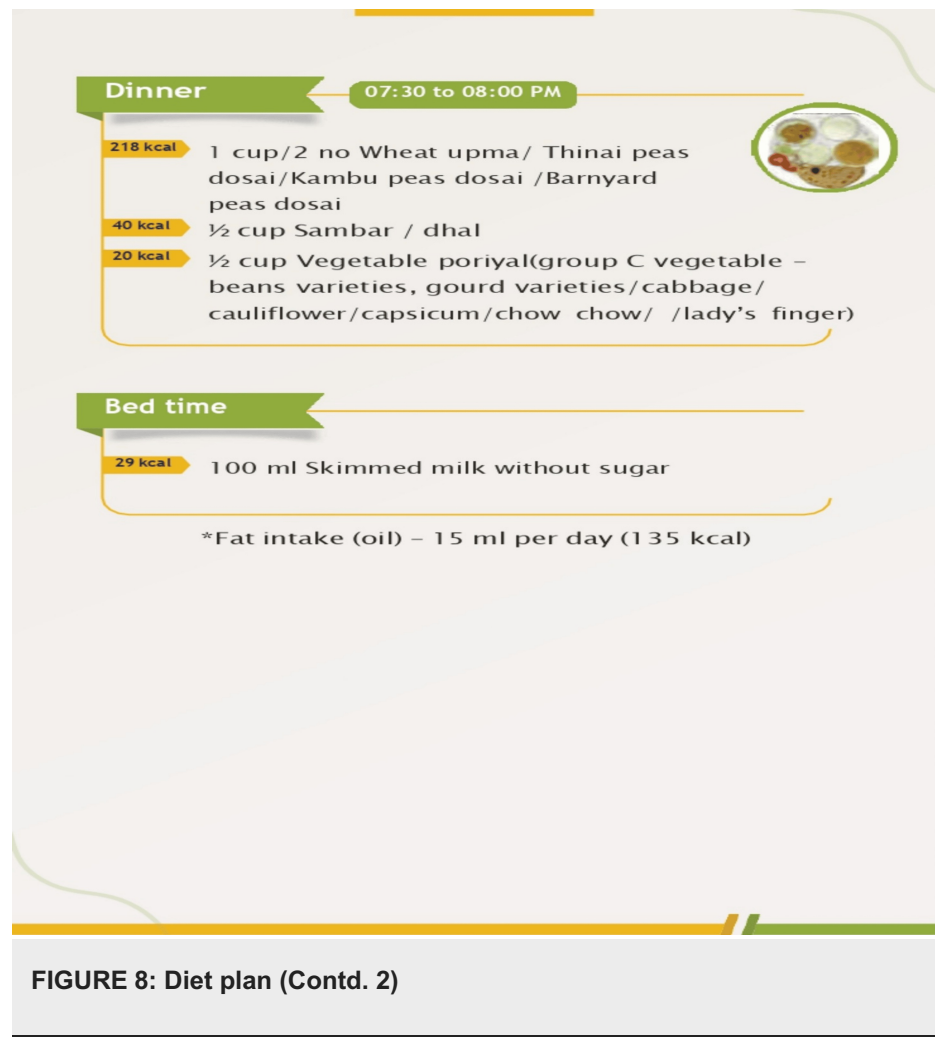 Dinner
07:30 to 08:00 PM
218 kcal
1 cup/2 no Wheat upma/ Thinai peas
dosai/Kambu peas dosai /Barnyard
peas dosai
40 kcal
½ cup Sambar / dhal
20 kcal
½ cup Vegetable poriyal(group C vegetable –
beans varieties, gourd varieties/cabbage/
cauliflower/capsicum/chow chow/ /lady's finger)
Bed time
29 kcal
100 ml Skimmed milk without sugar
*Fat intake (oil) – 15 ml per day (135 kcal)
FIGURE 8: Diet plan (Contd. 2)